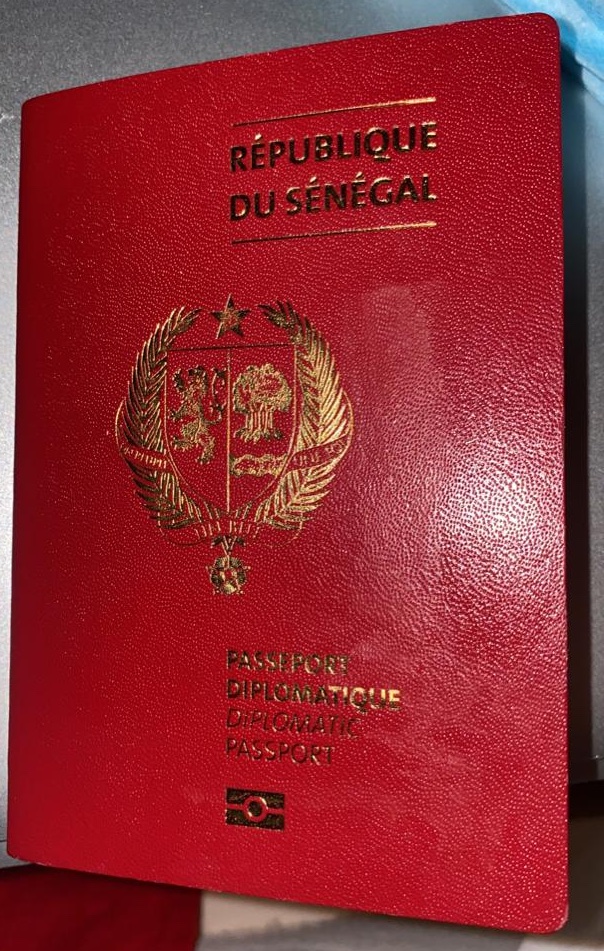 RÉPUBLIQUE
DU SÉNÉGAL
PASSEPORT
DIPLOMATIQUE
DIPLOMATIC
PASSPORT